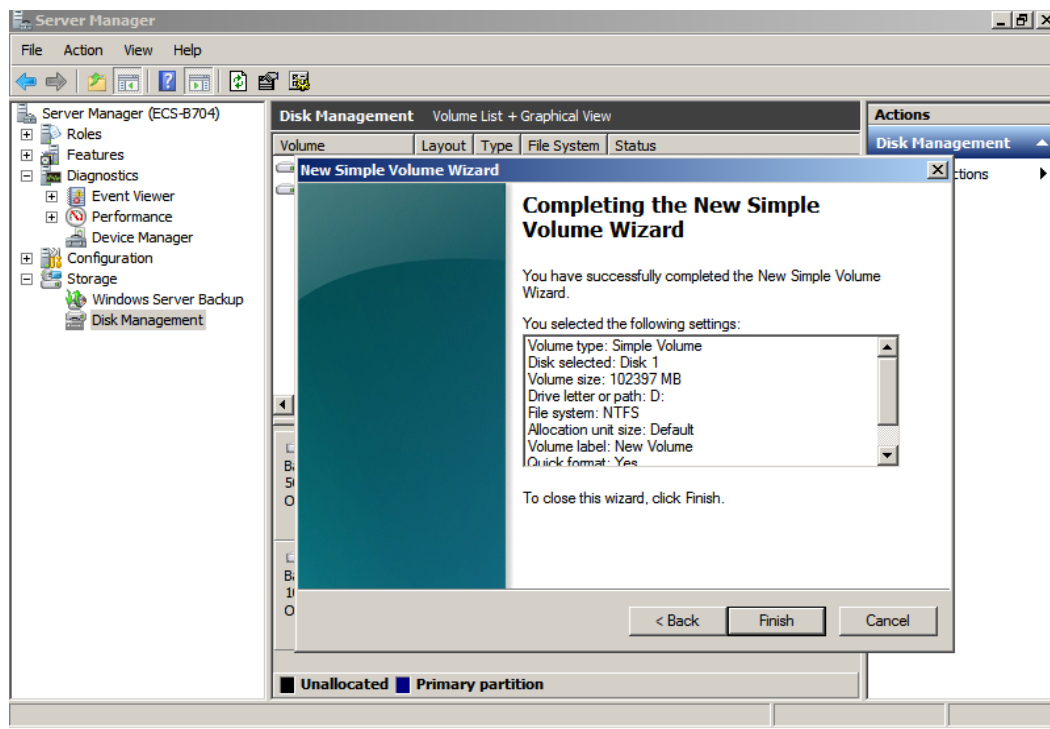 Server Manager
File Action View Help
Server Manager (ECS-B704)
Roles
Features
Diagnostics
Event Viewer
Performance
Device Manager
Configuration
Storage
Windows Server Backup
Disk Management
Disk Management Volume List + Graphical View
Volume Layout Type File System Status
Actions
Disk Management
ctions
New Simple Volume Wizard
Completing the New Simple
Volume Wizard
You have successfully completed the New Simple Volume
Wizard.
You selected the following settings:
Volume type: Simple Volume
Disk selected: Disk 1
Volume size: 102397 MB
Drive letter or path: D:
File system: NTFS
Allocation unit size: Default
Volume label: New Volume
Quick format: Yes
To close this wizard, click Finish.
< Back Finish Cancel
Unallocated Primary partition